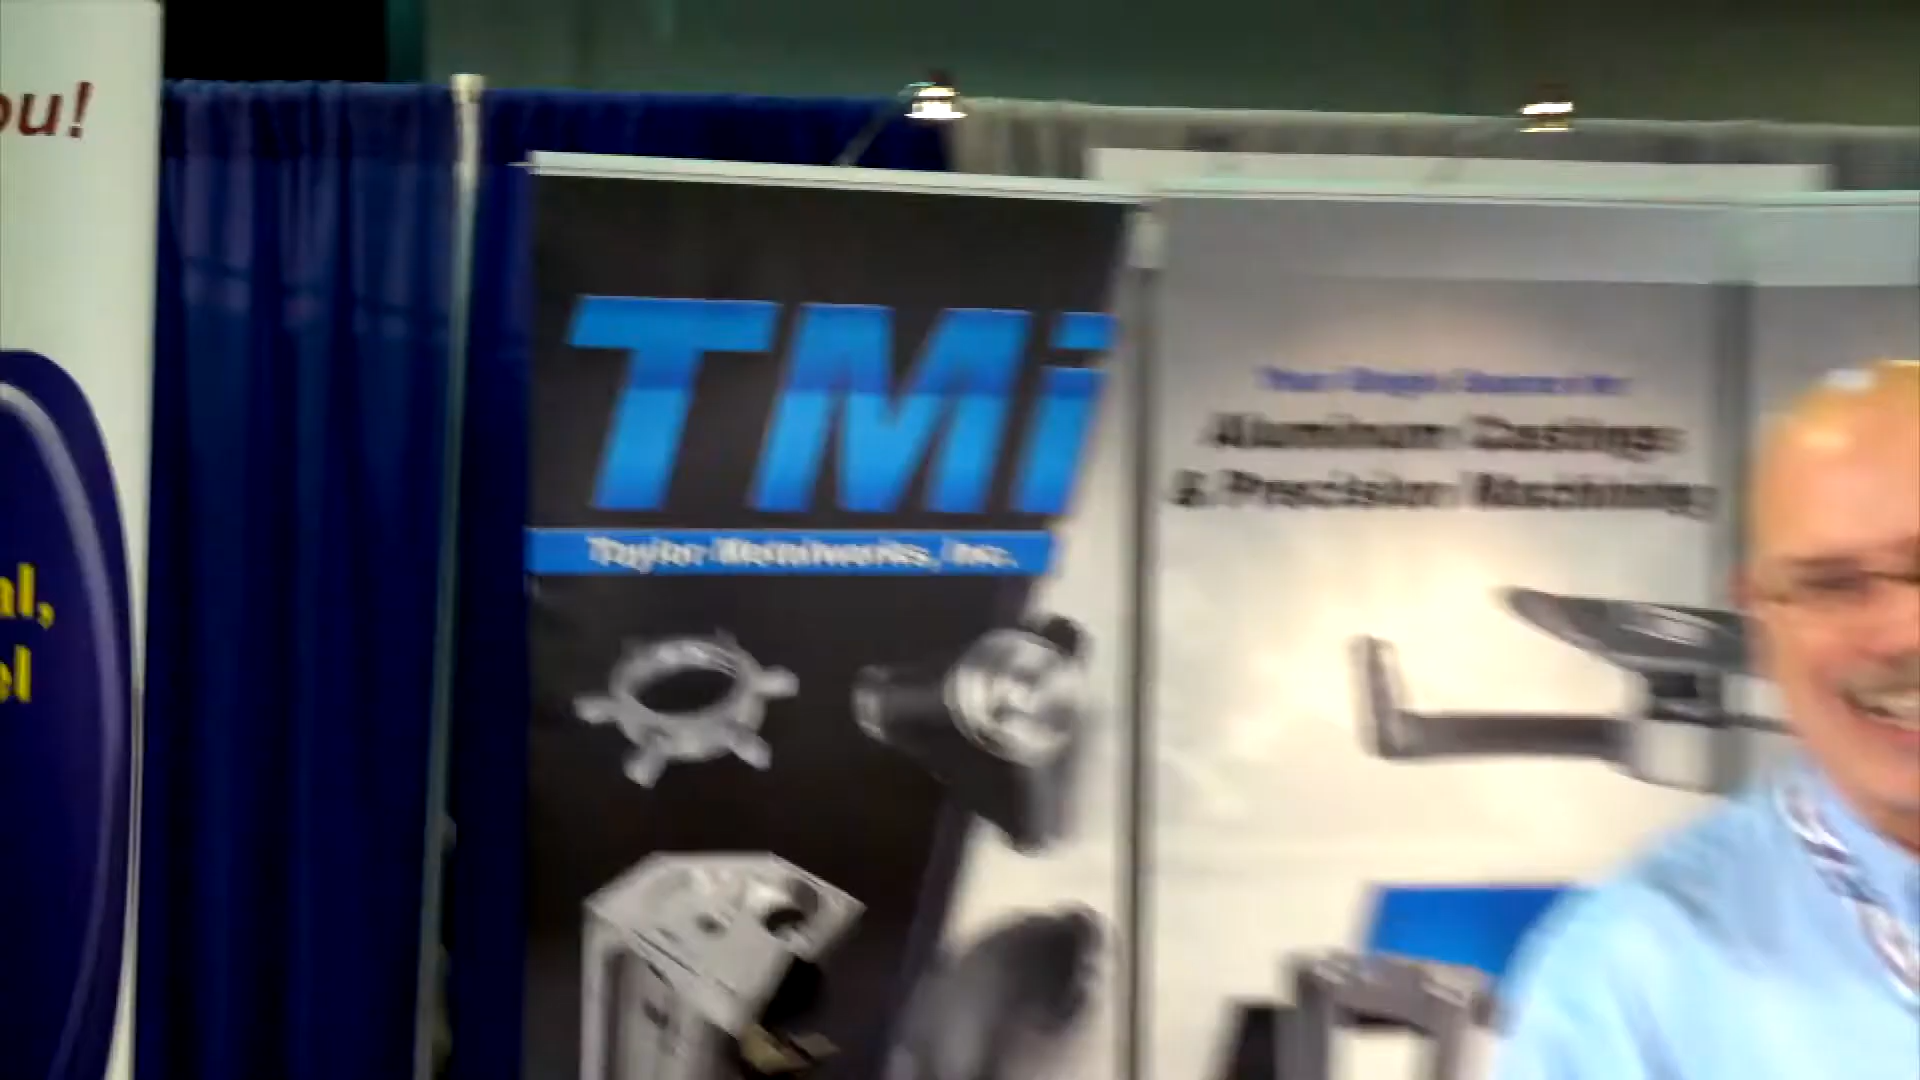 ou!
al,
el
TMi
Taylor Metalworks, Inc.
Your Single Source for
Aluminum Castings
& Precision Machining